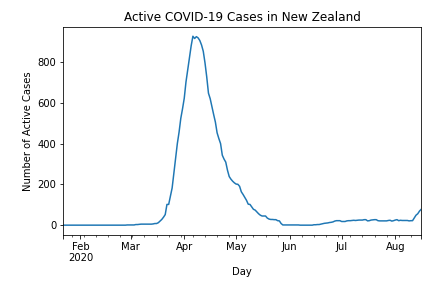 Active COVID-19 Cases in New Zealand
Number of Active Cases
800
600
400
200
0
Feb Mar Apr May Jun Jul Aug
2020
Day